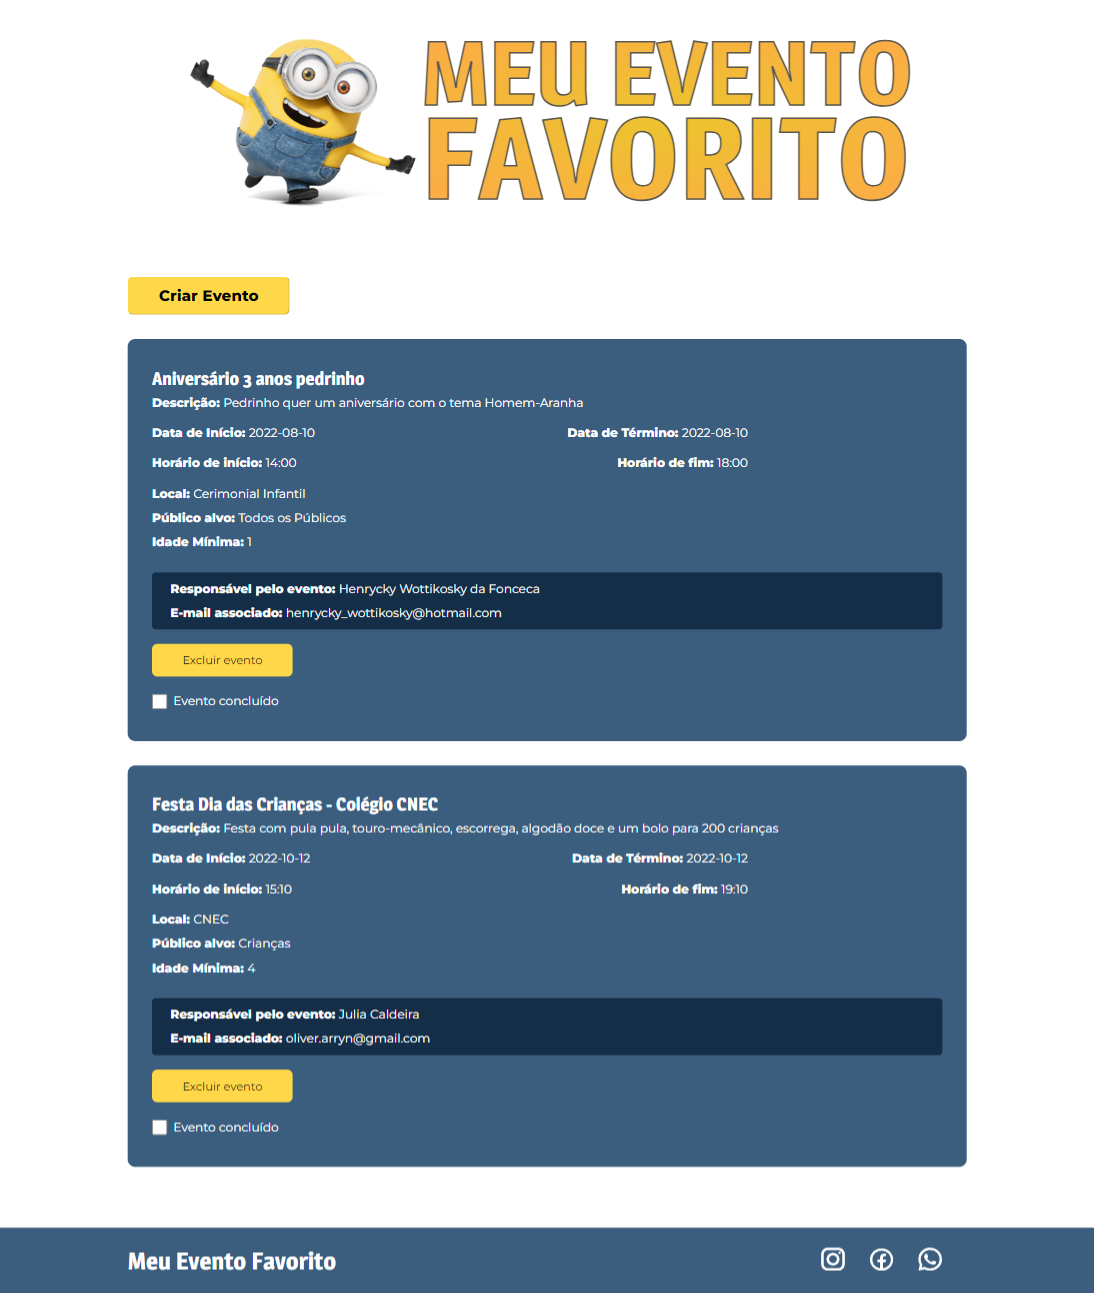 MEU EVENTO
FAVORITO
Criar Evento
Aniversário 3 anos pedrinho
Descrição: Pedrinho quer um aniversário com o tema Homem-Aranha
Data de Início: 2022-08-10 Data de Término: 2022-08-10
Horário de início: 14:00 Horário de fim: 18:00
Local: Cerimonial Infantil
Público alvo: Todos os Públicos
Idade Mínima: 1
Responsável pelo evento: Henrycky Wottikosky da Fonceca
E-mail associado: henrycky_wottikosky@hotmail.com
Excluir evento
Evento concluído
Festa Dia das Crianças - Colégio CNEC
Descrição: Festa com pula pula, touro-mecânico, escorrega, algodão doce e um bolo para 200 crianças
Data de Início: 2022-10-12 Data de Término: 2022-10-12
Horário de início: 15:10 Horário de fim: 19:10
Local: CNEC
Público alvo: Crianças
Idade Mínima: 4
Responsável pelo evento: Julia Caldeira
E-mail associado: oliver.arryn@gmail.com
Excluir evento
Evento concluído
Meu Evento Favorito